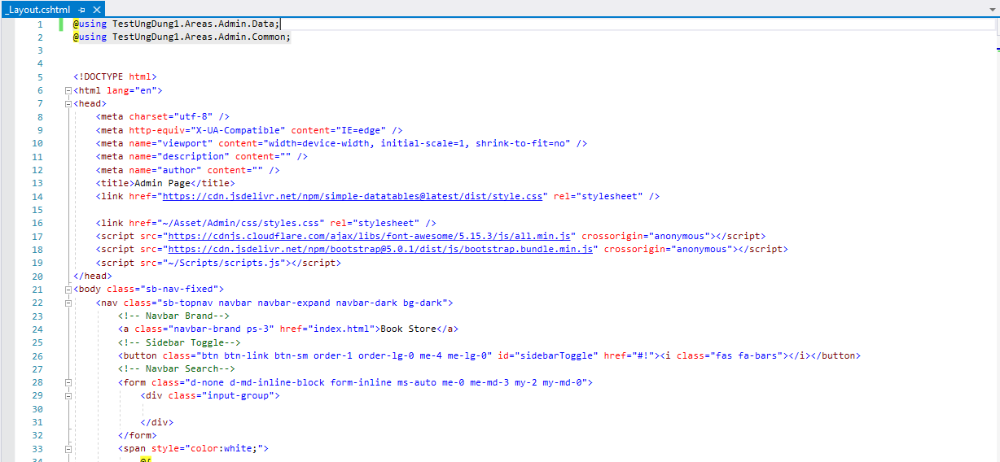 _Layout.cshtml
1 @using TestUngDung1.Areas.Admin.Data;
2 @using TestUngDung1.Areas.Admin.Common;
3
4
5 <!DOCTYPE html>
6 <html lang="en">
7 <head>
8 <meta charset="utf-8" />
9 <meta http-equiv="X-UA-Compatible" content="IE=edge" />
10 <meta name="viewport" content="width=device-width, initial-scale=1, shrink-to-fit=no" />
11 <meta name="description" content="" />
12 <meta name="author" content="" />
13 <title>Admin Page</title>
14 <link href="https://cdn.jsdelivr.net/npm/simple-datatables@latest/dist/style.css" rel="stylesheet" />
15
16 <link href="~/Asset/Admin/css/styles.css" rel="stylesheet" />
17 <script src="https://cdnjs.cloudflare.com/ajax/libs/font-awesome/5.15.3/js/all.min.js" crossorigin="anonymous"></script>
18 <script src="https://cdn.jsdelivr.net/npm/bootstrap@5.0.1/dist/js/bootstrap.bundle.min.js" crossorigin="anonymous"></script>
19 <script src="~/Scripts/scripts.js"></script>
20 </head>
21 <body class="sb-nav-fixed">
22 <nav class="sb-topnav navbar navbar-expand navbar-dark bg-dark">
23 <!-- Navbar Brand-->
24 <a class="navbar-brand ps-3" href="index.html">Book Store</a>
25 <!-- Sidebar Toggle-->
26 <button class="btn btn-link btn-sm order-1 order-lg-0 me-4 me-lg-0" id="sidebarToggle" href="#!"><i class="fas fa-bars"></i></button>
27 <!-- Navbar Search-->
28 <form class="d-none d-md-inline-block form-inline ms-auto me-0 me-md-3 my-2 my-md-0">
29 <div class="input-group">
30
31 </div>
32 </form>
33 <span style="color:white;">
34 @{